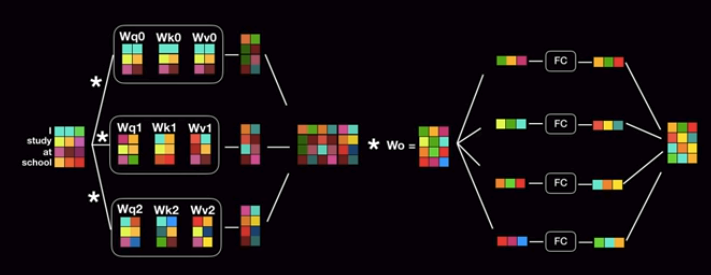 I
study
at
school
*
Wq0 Wk0 Wv0
*
Wq1 Wk1 Wv1
*
Wq2 Wk2 Wv2
* Wo =
FC
FC
FC
FC